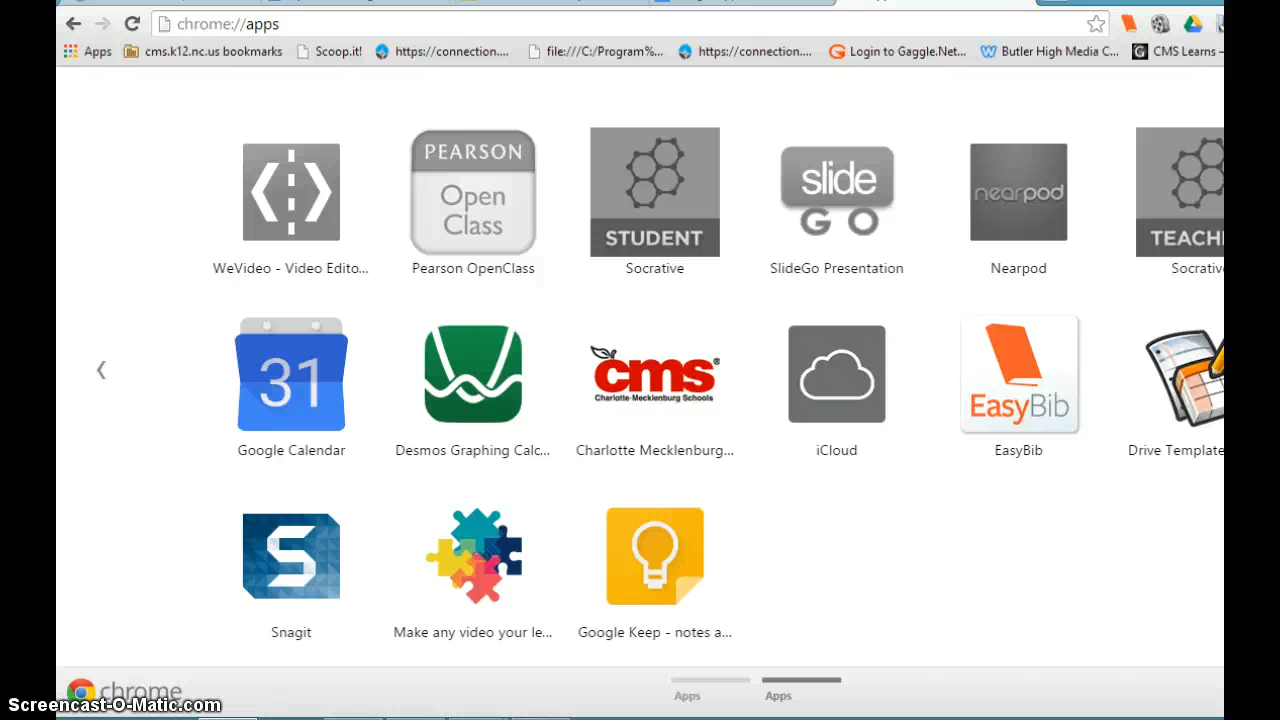 chrome://apps
Apps cms.k12.nc.us bookmarks Scoop.it! https://connection.... file:///C:/Program%... https://connection.... Login to Gaggle.Net... Butler High Media C... CMS Learns –
PEARSON
Open
Class
STUDENT
slide
GO
nearpod
TEACH
WeVideo - Video Edito...
Pearson OpenClass
Socrative
SlideGo Presentation
Nearpod
Socrativ
31
cms
Charlotte-Mecklenburg Schools
EasyBib
Google Calendar
Desmos Graphing Calc...
Charlotte Mecklenburg...
iCloud
EasyBib
Drive Template
S
Snagit
Make any video your le...
Google Keep - notes a...
chrome
Apps
Apps
Screencast-O-Matic.com